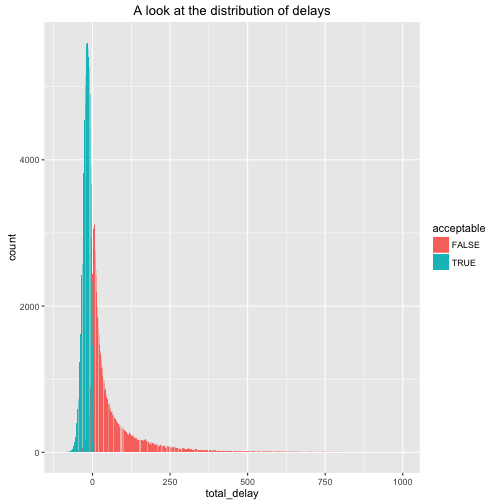 A look at the distribution of delays
count
4000
2000
0
0
250
500
750
1000
total_delay
acceptable
FALSE
TRUE